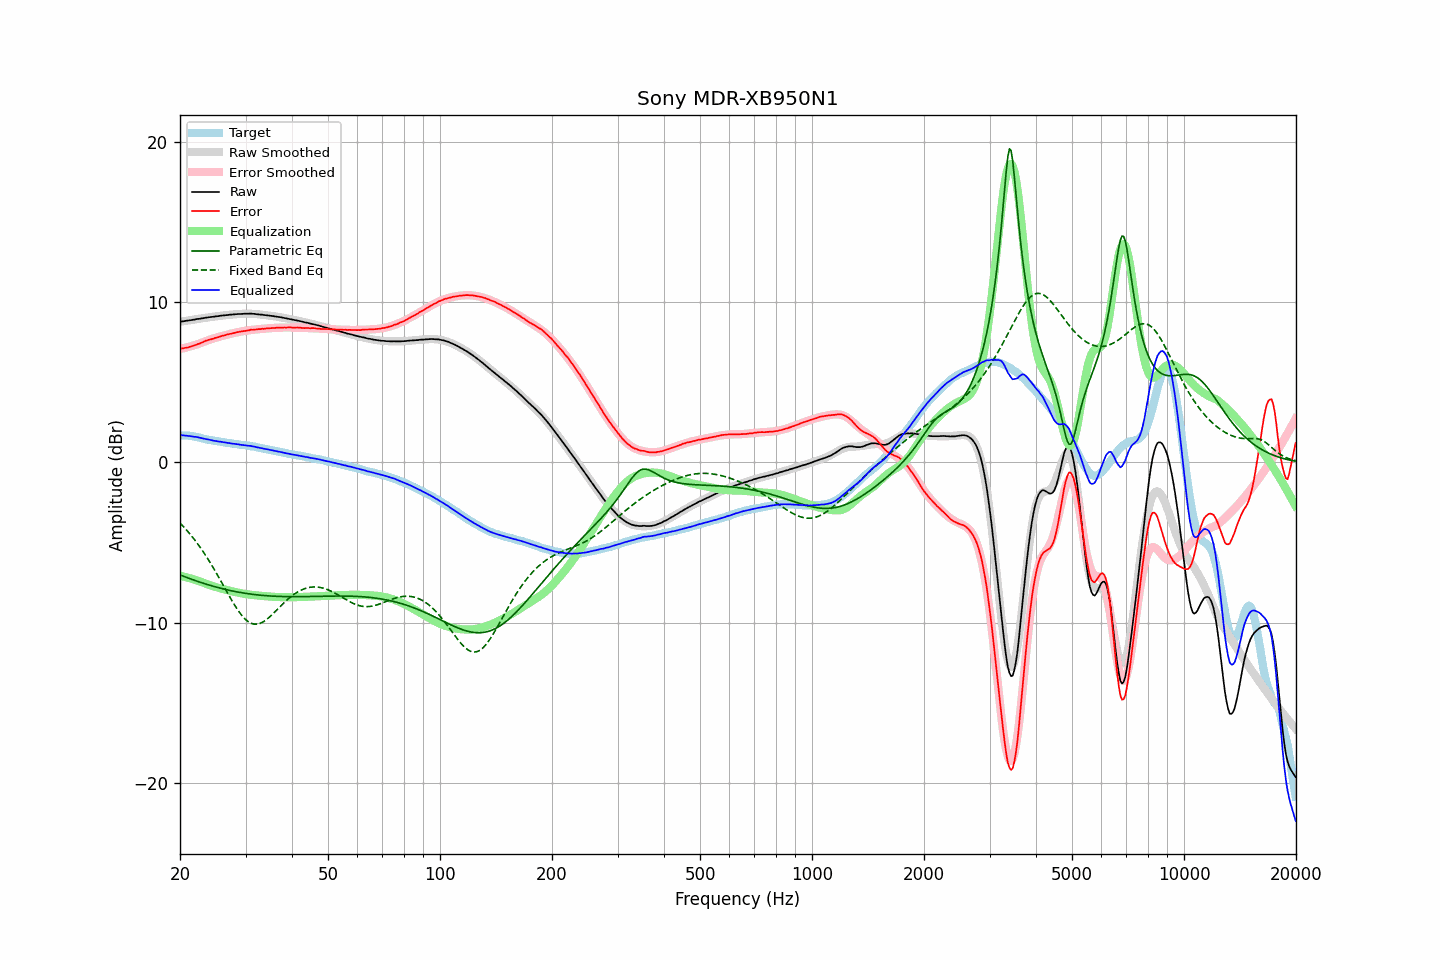 Sony MDR-XB950N1
Target
Raw Smoothed
Error Smoothed
Raw
Error
Equalization
Parametric Eq
Fixed Band Eq
Equalized
20
10
0
−10
−20
Amplitude (dBr)
20
50
100
200
500
1000
2000
5000
10000
20000
Frequency (Hz)